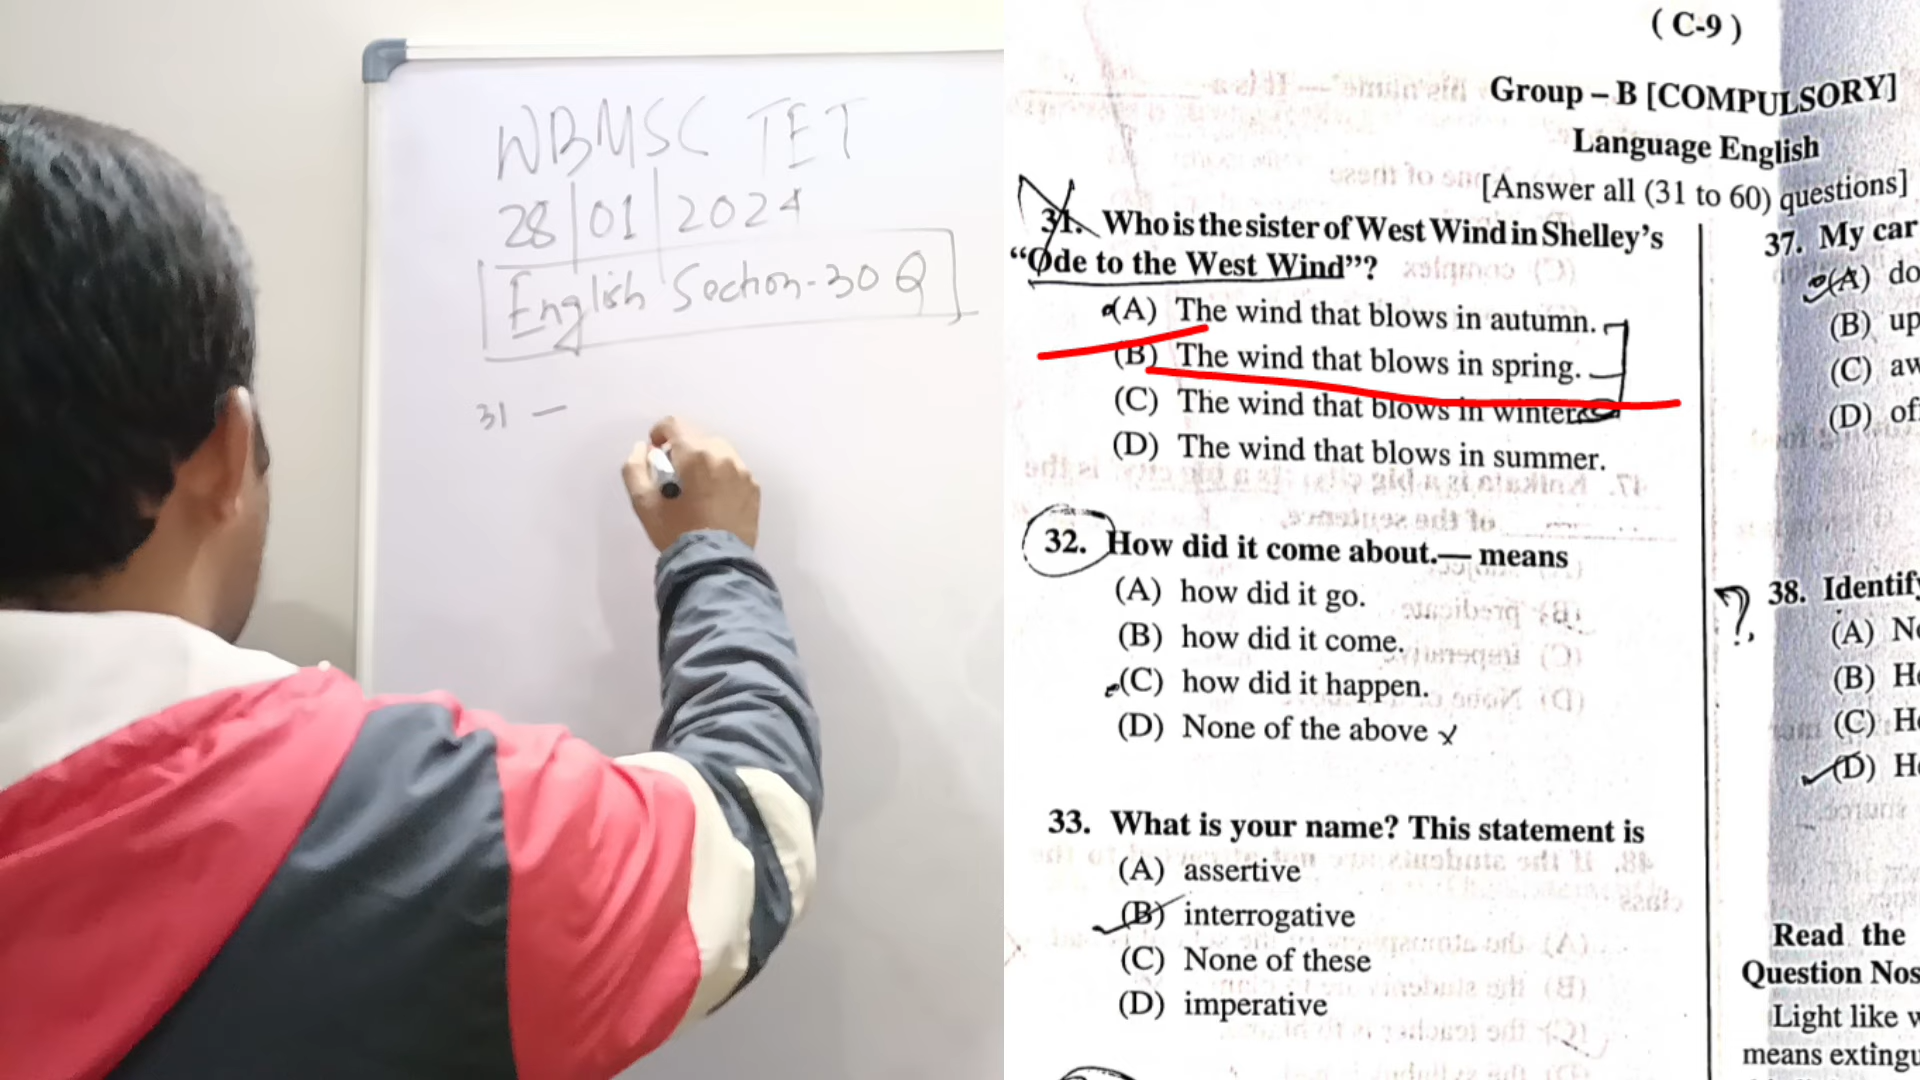 WBMSC TET
28|01|2024
English Section-30 Q
31 —
( C-9 )
Group – B [COMPULSORY]
Language English
[Answer all (31 to 60) questions]
31. Who is the sister of West Wind in Shelley’s
“Ode to the West Wind”?
(A) The wind that blows in autumn.
(B) The wind that blows in spring.
(C) The wind that blows in winter.
(D) The wind that blows in summer.
32. How did it come about.— means
(A) how did it go.
(B) how did it come.
(C) how did it happen.
(D) None of the above
33. What is your name? This statement is
(A) assertive
(B) interrogative
(C) None of these
(D) imperative
37. My car
(A) do
(B) up
(C) aw
(D) of
?
38. Identify
(A) N
(B) H
(C) H
(D) H
Read the
Question Nos
Light like
means extingu